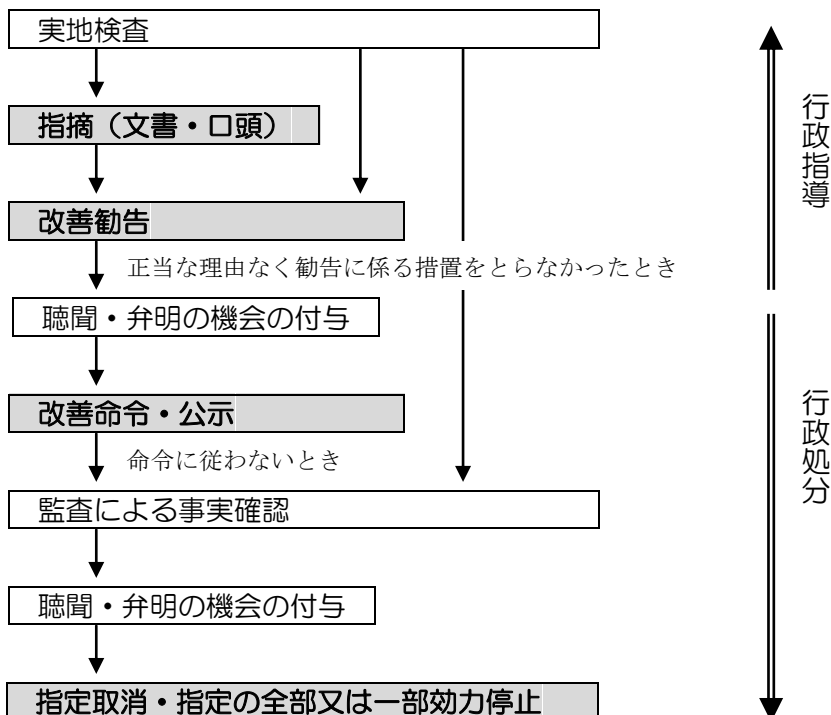 実地検査
指摘（文書・口頭）
改善勧告
正当な理由なく勧告に係る措置をとらなかったとき
聴聞・弁明の機会の付与
改善命令・公示
命令に従わないとき
監査による事実確認
聴聞・弁明の機会の付与
指定取消・指定の全部又は一部効力停止
行政指導
行政処分